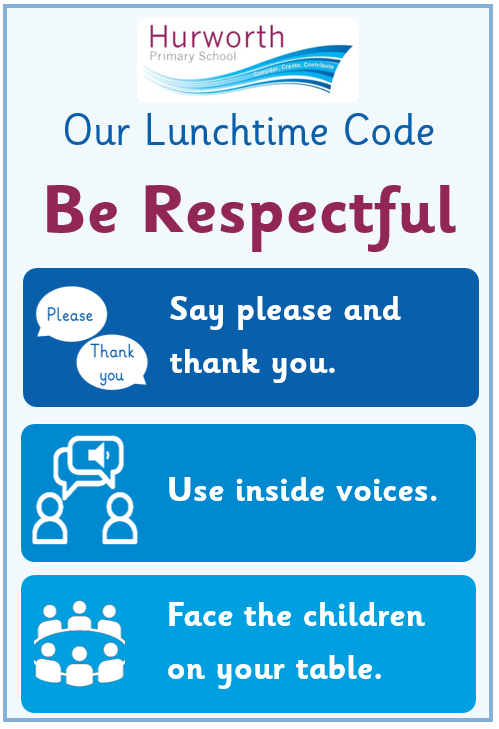 Hurworth
Primary School
Consider, Create, Contribute
Our Lunchtime Code
Be Respectful
Please
Thank
you
Say please and
thank you.
Use inside voices.
Face the children
on your table.